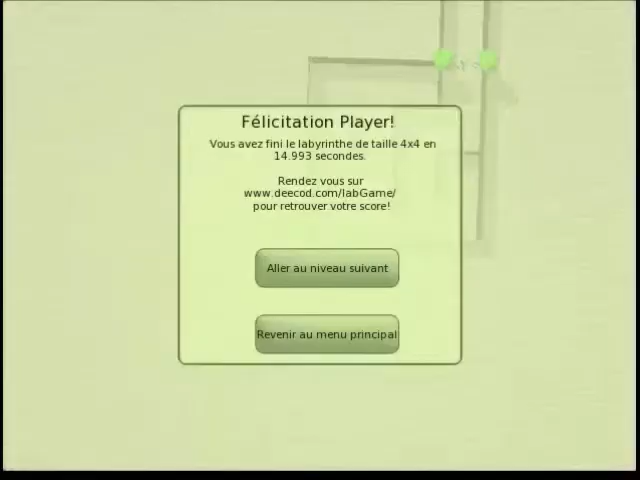 Félicitation Player!
Vous avez fini le labyrinthe de taille 4x4 en
14.993 secondes.
Rendez vous sur
www.deecod.com/labGame/
pour retrouver votre score!
Aller au niveau suivant
Revenir au menu principal